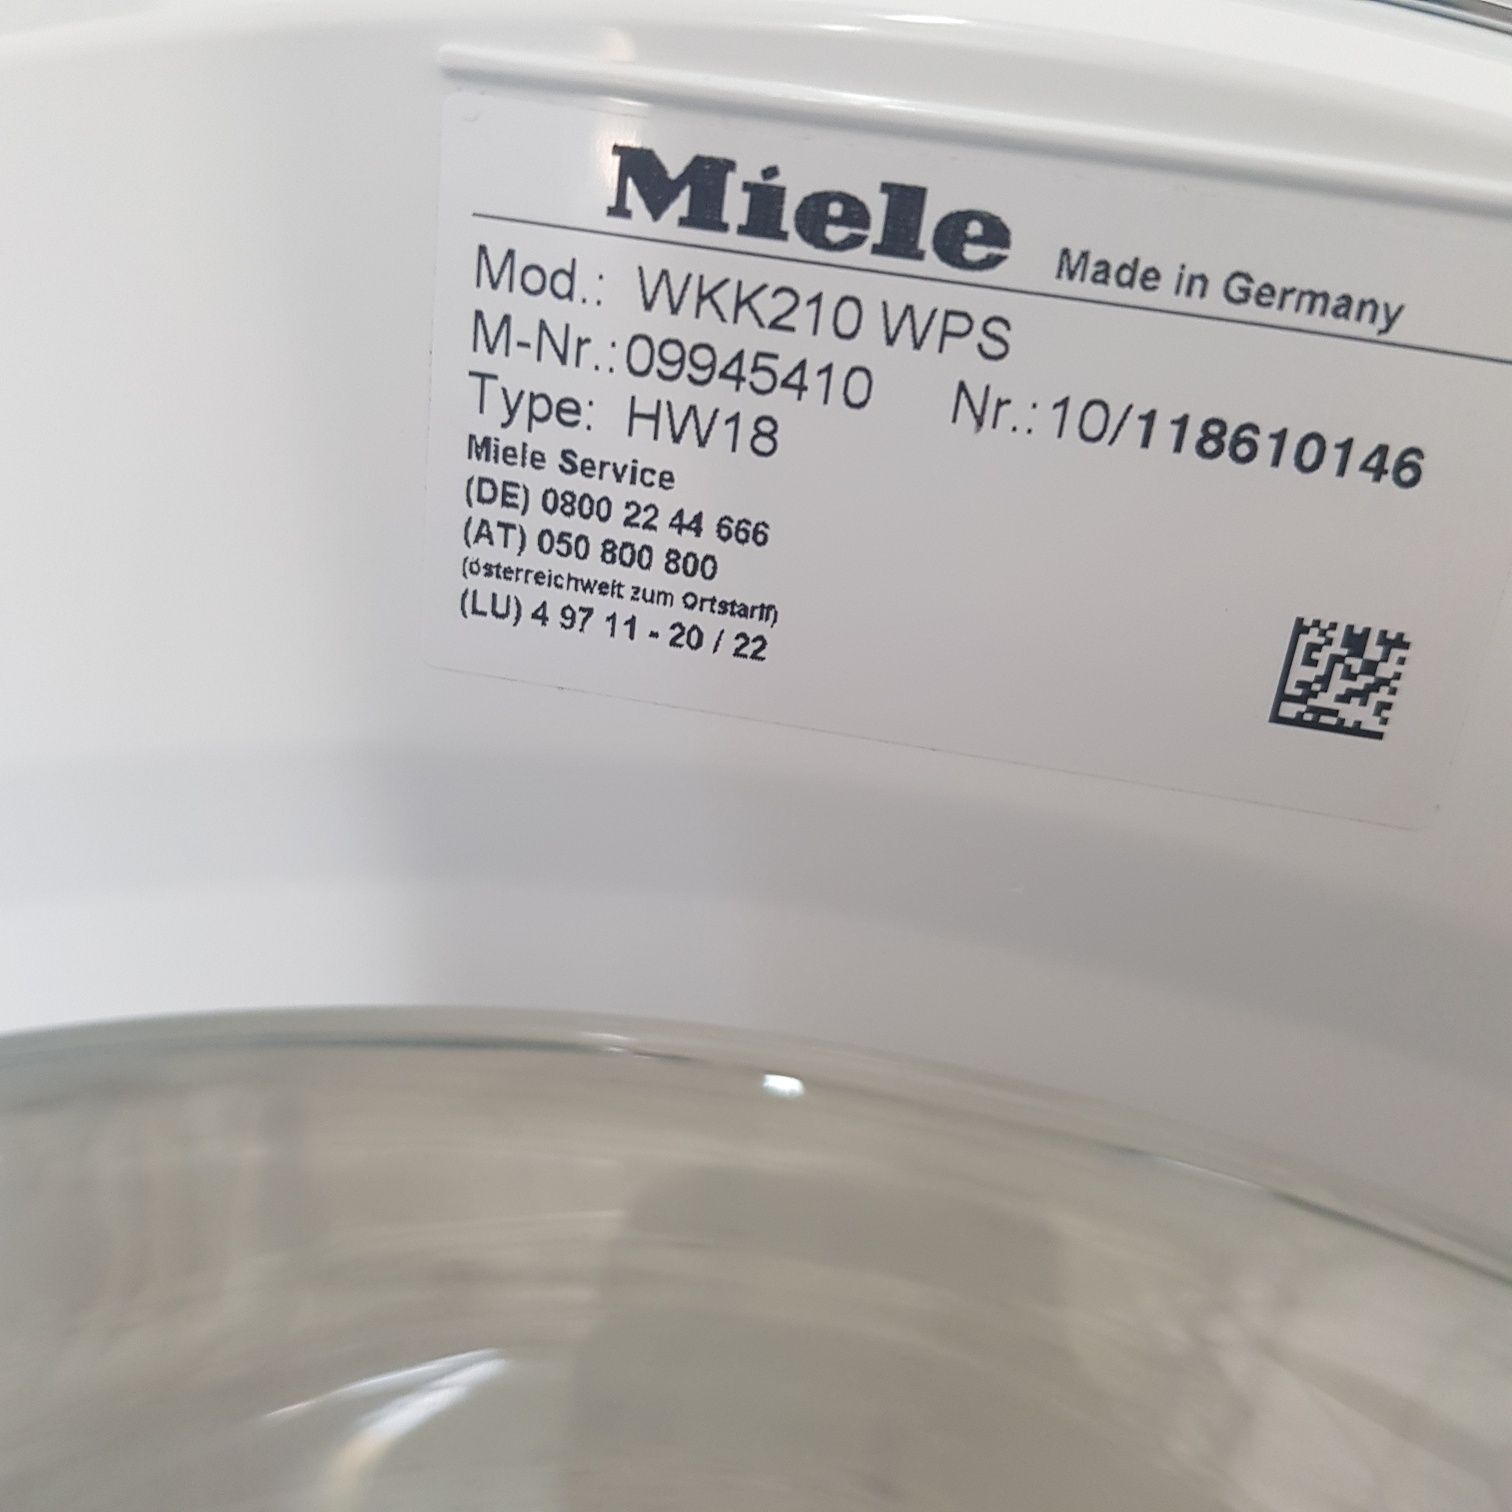 Miele Made in Germany
Mod.: WKK210 WPS
M-Nr.:09945410 Nr.:10/118610146
Type: HW18
Miele Service
(DE) 0800 22 44 666
(AT) 050 800 800
(österreichweit zum Ortstarif)
(LU) 4 97 11 - 20 / 22